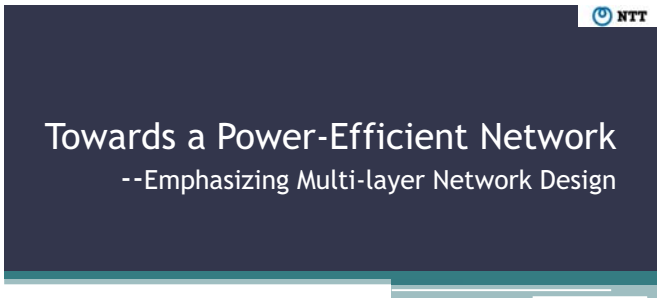 NTT
Towards a Power-Efficient Network
--Emphasizing Multi-layer Network Design